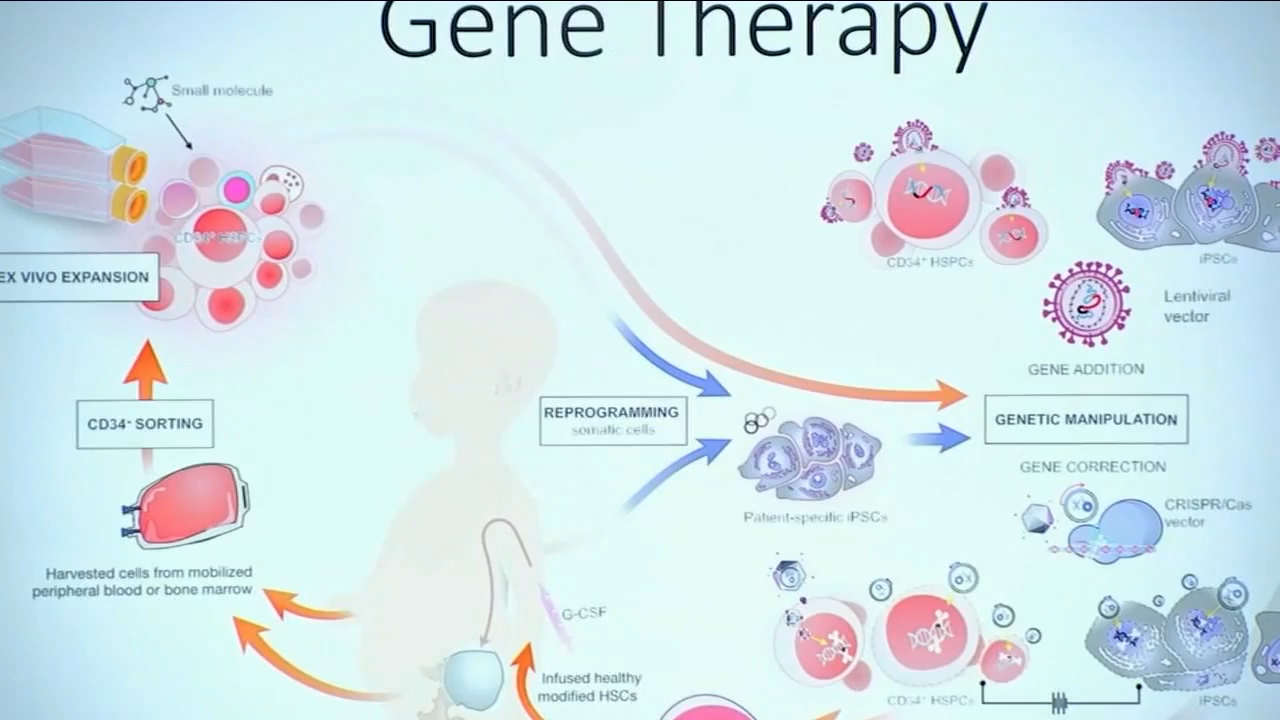 Gene Therapy
Small molecule
CD34⁺ HSPCs
EX VIVO EXPANSION
CD34⁺ SORTING
Harvested cells from mobilized
peripheral blood or bone marrow
G-CSF
Infused healthy
modified HSCs
REPROGRAMMING
somatic cells
Patient-specific iPSCs
CD34⁺ HSPCs
iPSCs
Lentiviral
vector
GENE ADDITION
GENETIC MANIPULATION
GENE CORRECTION
CRISPR/Cas
vector
CD34⁺ HSPCs
iPSCs